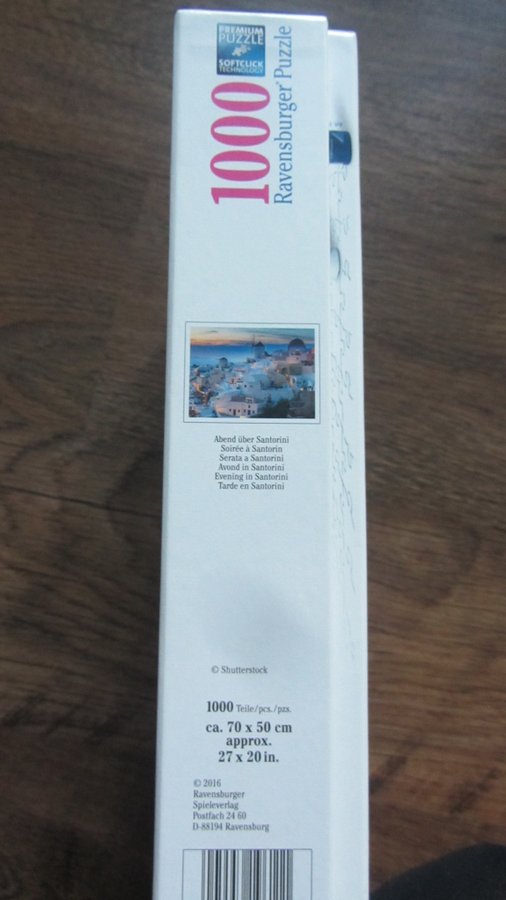 PREMIUM
PUZZLE
SOFTCLICK
TECHNOLOGY
1000
Ravensburger Puzzle
Abend über Santorini
Soirée à Santorin
Serata a Santorini
Avond in Santorini
Evening in Santorini
Tarde en Santorini
© Shutterstock
1000 Teile/pcs./pzs.
ca. 70 x 50 cm
approx.
27 x 20 in.
© 2016
Ravensburger
Spieleverlag
Postfach 24 60
D-88194 Ravensburg